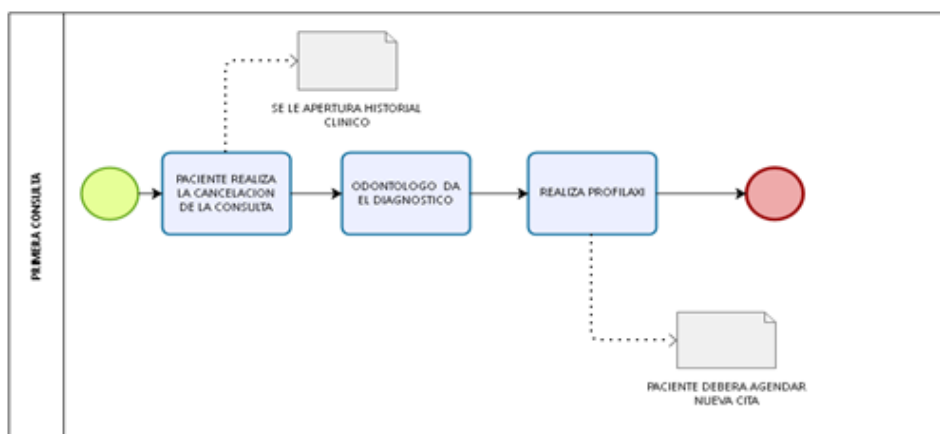 PRIMERA CONSULTA
SE LE APERTURA HISTORIAL
CLINICO
PACIENTE REALIZA
LA CANCELACION
DE LA CONSULTA
ODONTOLOGO DA
EL DIAGNOSTICO
REALIZA PROFILAXI
PACIENTE DEBERA AGENDAR
NUEVA CITA